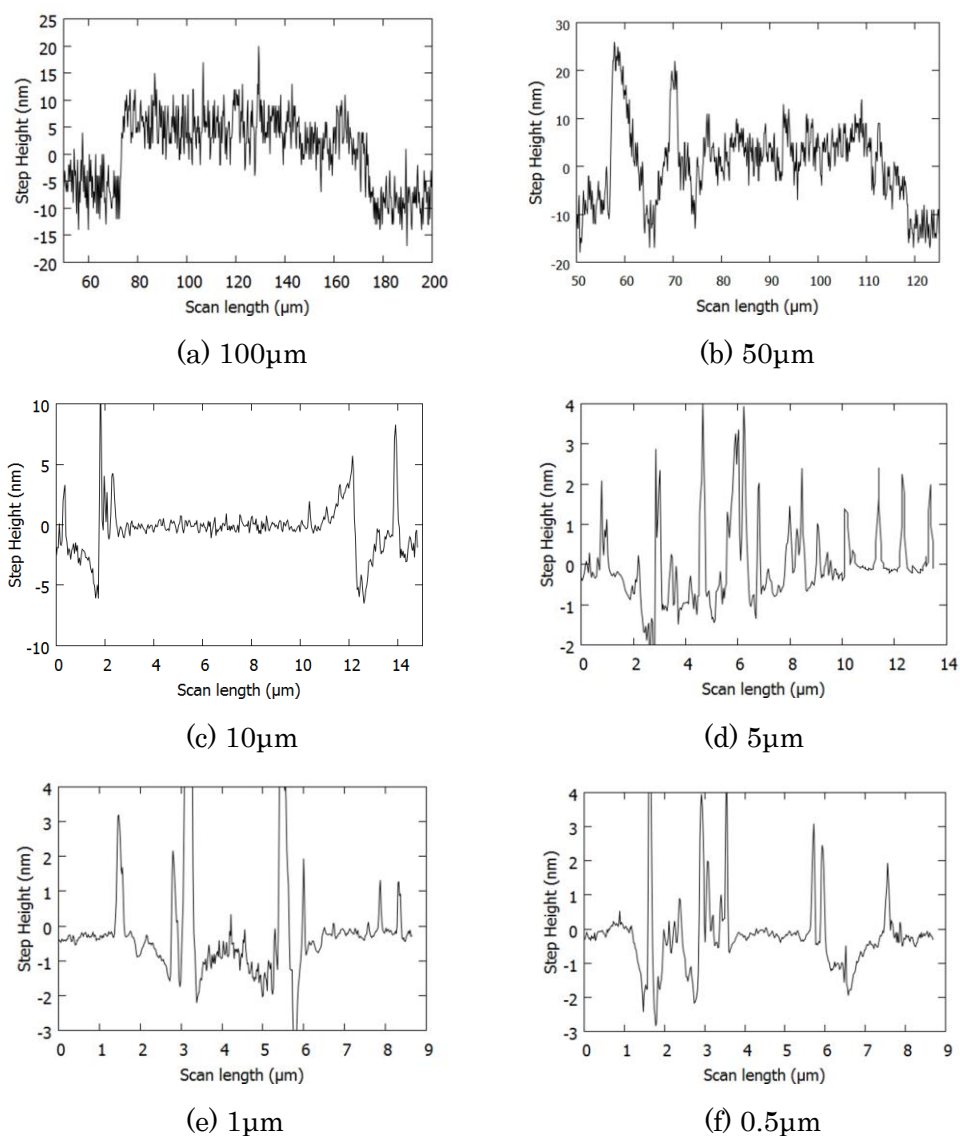 25
20
15
10
5
0
-5
-10
-15
-20
Step Height (nm)
60 80 100 120 140 160 180 200
Scan length (µm)
(a) 100µm
30
20
10
0
-10
-20
Step Height (nm)
50 60 70 80 90 100 110 120
Scan length (µm)
(b) 50µm
10
5
0
-5
-10
Step Height (nm)
0 2 4 6 8 10 12 14
Scan length (µm)
(c) 10µm
4
3
2
1
0
-1
-2
Step Height (nm)
0 2 4 6 8 10 12 14
Scan length (µm)
(d) 5µm
4
3
2
1
0
-1
-2
-3
Step Height (nm)
0 1 2 3 4 5 6 7 8 9
Scan length (µm)
(e) 1µm
4
3
2
1
0
-1
-2
-3
Step Height (nm)
0 1 2 3 4 5 6 7 8 9
Scan length (µm)
(f) 0.5µm